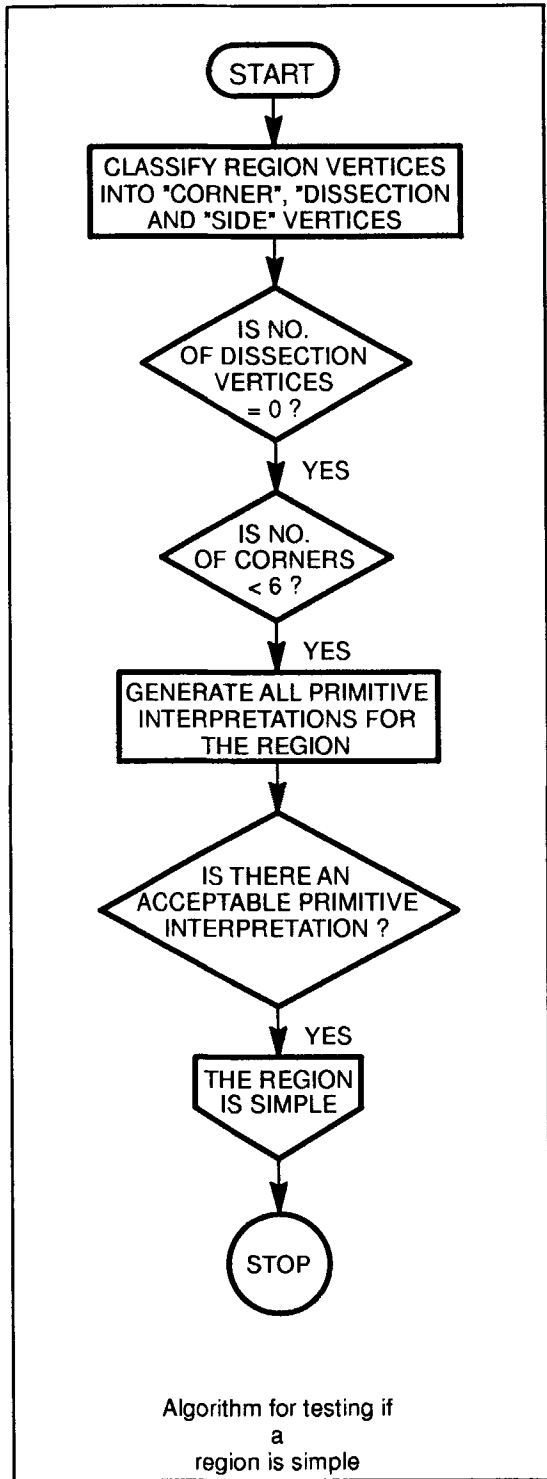 START
CLASSIFY REGION VERTICES
INTO "CORNER", "DISSECTION
AND "SIDE" VERTICES
IS NO.
OF DISSECTION
VERTICES
= 0 ?
YES
IS NO.
OF CORNERS
< 6 ?
YES
GENERATE ALL PRIMITIVE
INTERPRETATIONS FOR
THE REGION
IS THERE AN
ACCEPTABLE PRIMITIVE
INTERPRETATION ?
YES
THE REGION
IS SIMPLE
STOP
Algorithm for testing if
a
region is simple